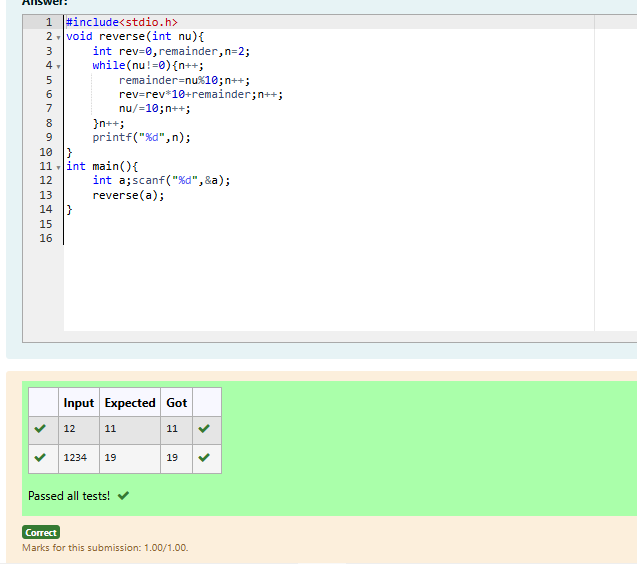 Answer:
1 #include<stdio.h>
2 void reverse(int nu){
3 int rev=0,remainder,n=2;
4 while(nu!=0){n++;
5 remainder=nu%10;n++;
6 rev=rev*10+remainder;n++;
7 nu/=10;n++;
8 }n++;
9 printf("%d",n);
10 }
11 int main(){
12 int a;scanf("%d",&a);
13 reverse(a);
14 }
15
16
Input Expected Got
12 11 11
1234 19 19
Passed all tests!
Correct
Marks for this submission: 1.00/1.00.